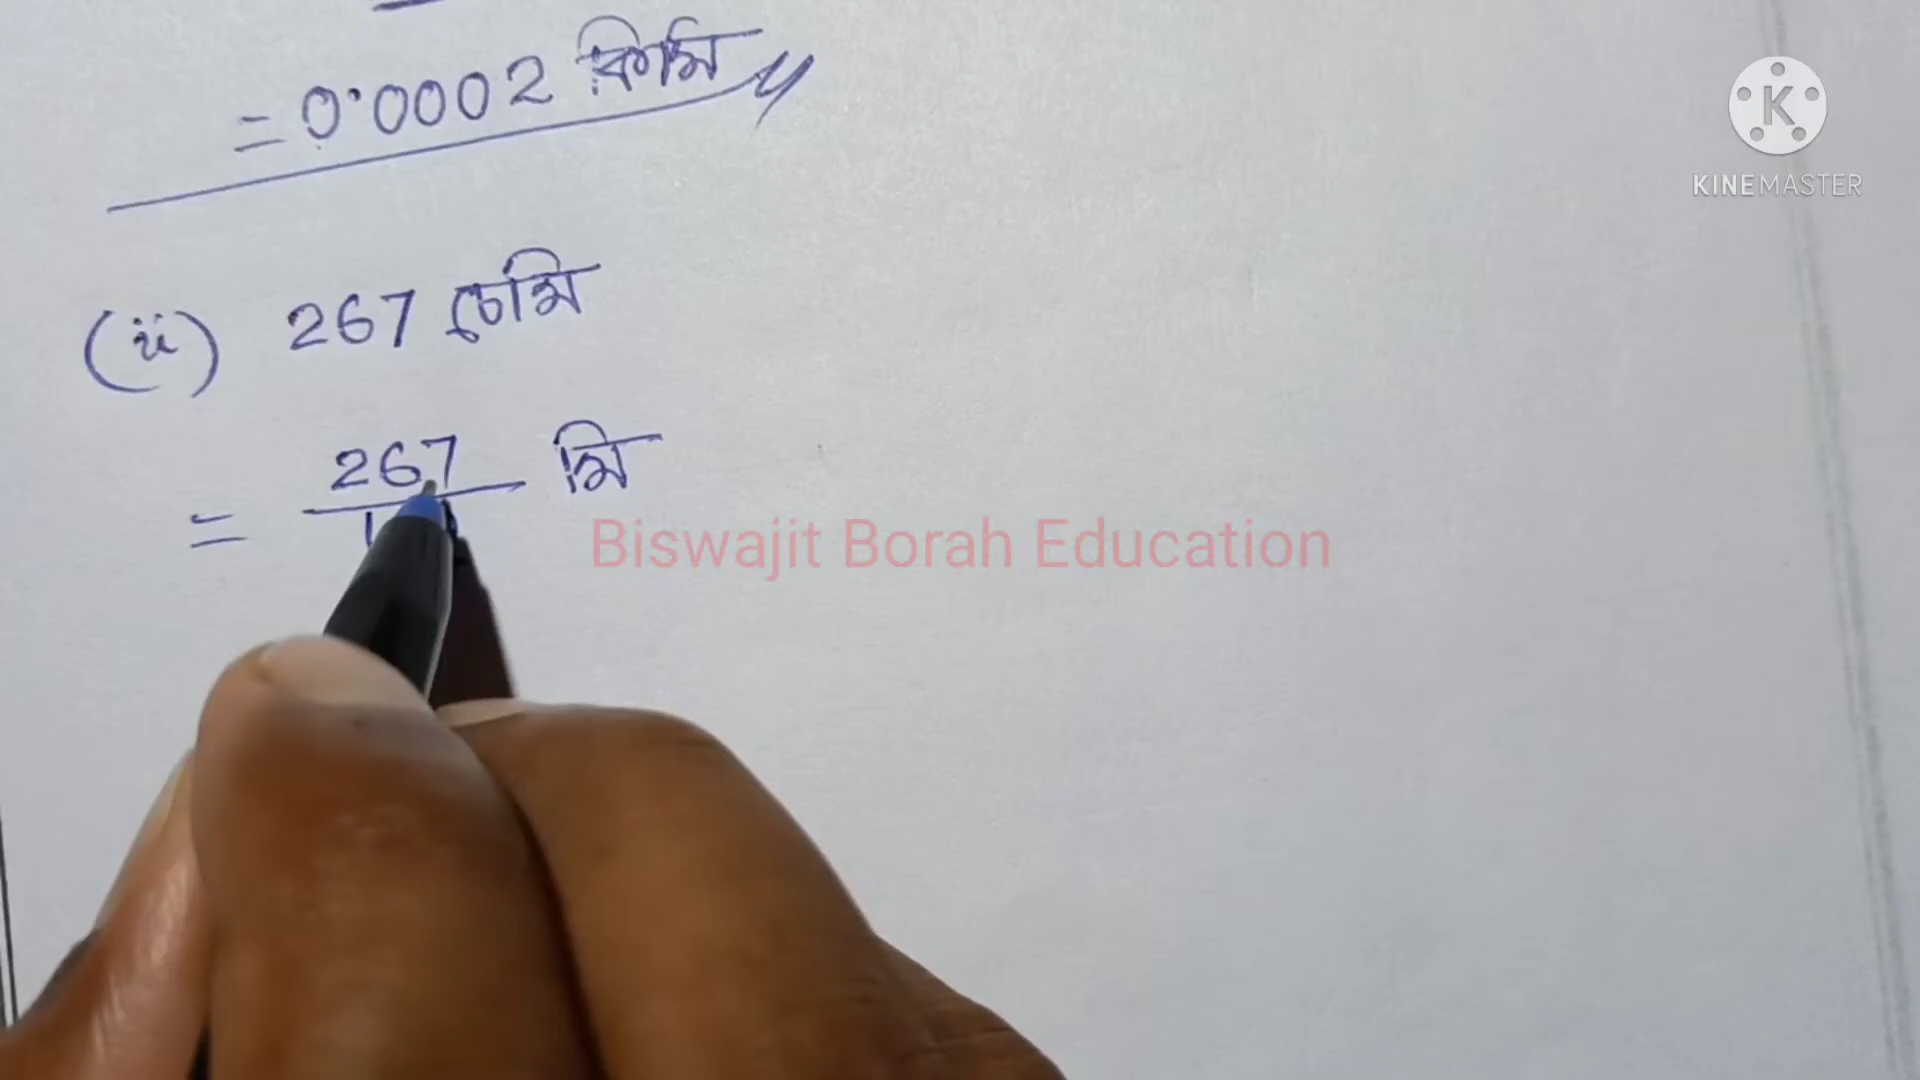 = 0.0002 কিমি
KINEMASTER
(ii) 267 চেমি
= 267 মি
Biswajit Borah Education